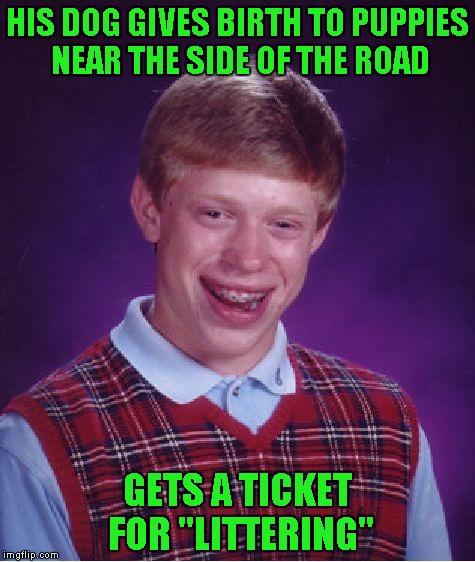 HIS DOG GIVES BIRTH TO PUPPIES
NEAR THE SIDE OF THE ROAD
GETS A TICKET
FOR "LITTERING"
imgflip.com